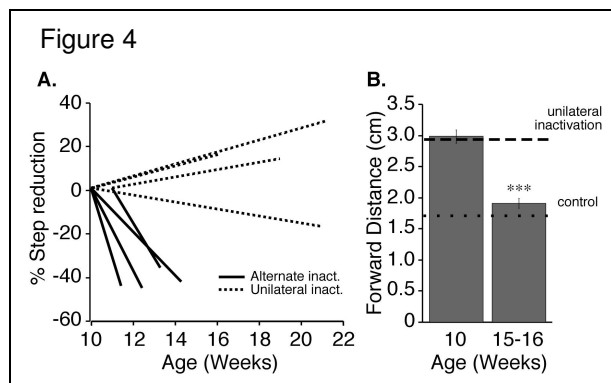 Figure 4
A.
% Step reduction
40
20
0
-20
-40
-60
10 12 14 16 18 20 22
Age (Weeks)
Alternate inact.
Unilateral inact.
B.
Forward Distance (cm)
3.5
3.0
2.5
2.0
1.5
1.0
0.5
0
unilateral
inactivation
***
control
10 15-16
Age (Weeks)